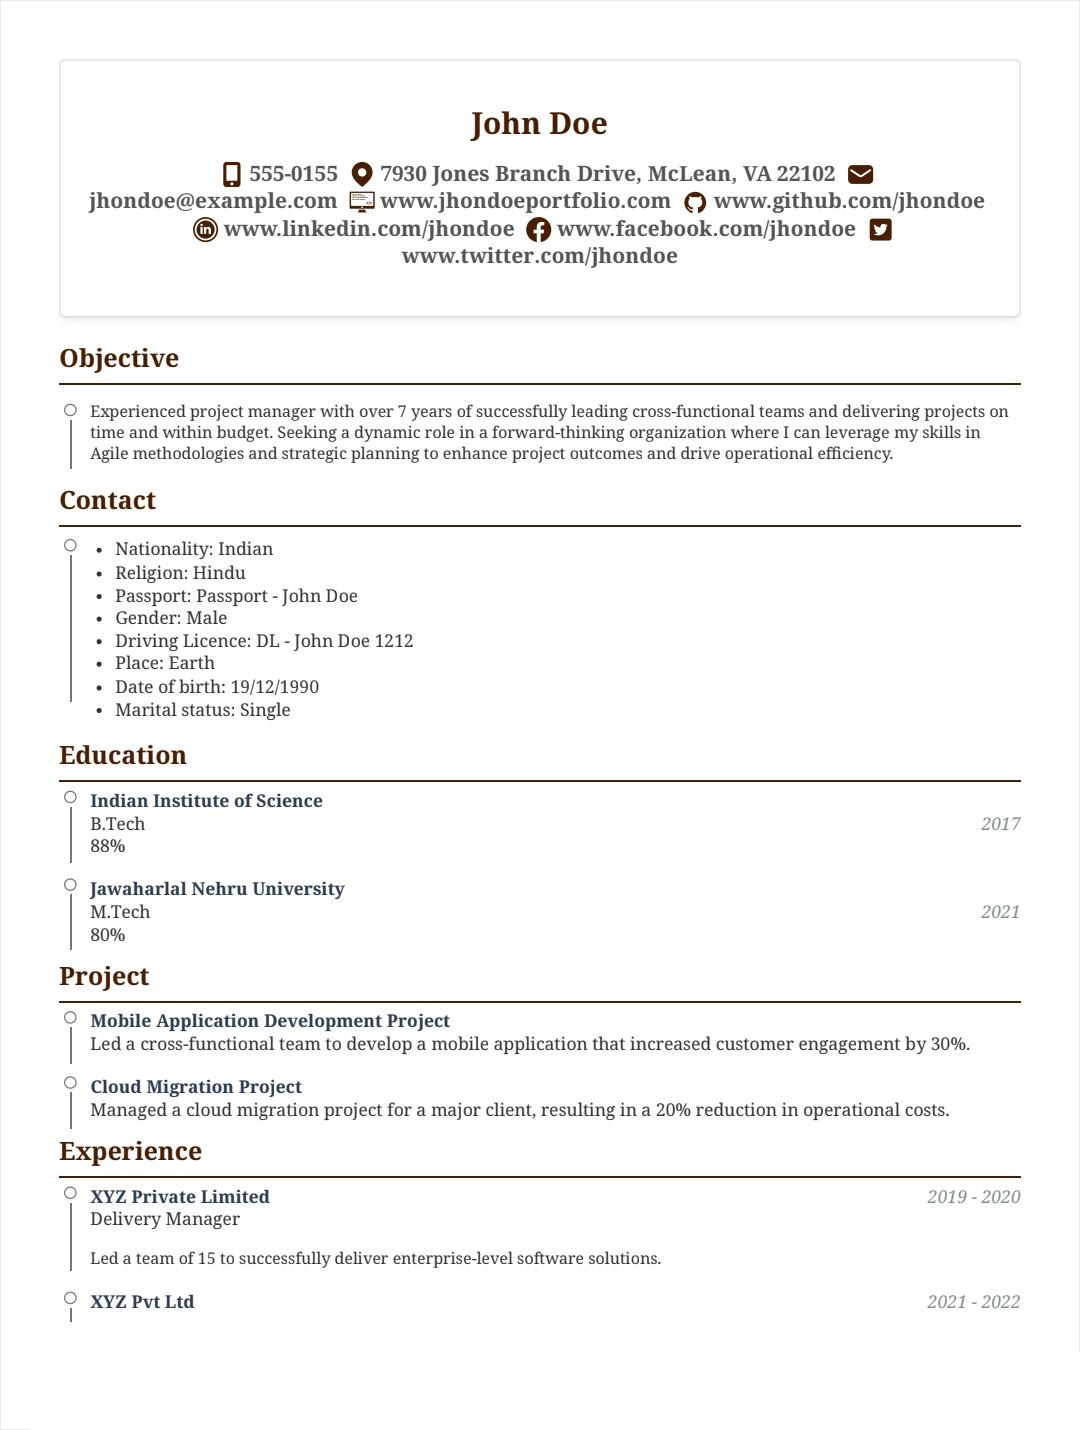 John Doe
555-0155 7930 Jones Branch Drive, McLean, VA 22102
jhondoe@example.com www.jhondoeportfolio.com www.github.com/jhondoe
www.linkedin.com/jhondoe www.facebook.com/jhondoe
www.twitter.com/jhondoe
Objective
Experienced project manager with over 7 years of successfully leading cross-functional teams and delivering projects on
time and within budget. Seeking a dynamic role in a forward-thinking organization where I can leverage my skills in
Agile methodologies and strategic planning to enhance project outcomes and drive operational efficiency.
Contact
• Nationality: Indian
• Religion: Hindu
• Passport: Passport - John Doe
• Gender: Male
• Driving Licence: DL - John Doe 1212
• Place: Earth
• Date of birth: 19/12/1990
• Marital status: Single
Education
Indian Institute of Science
B.Tech 2017
88%
Jawaharlal Nehru University
M.Tech 2021
80%
Project
Mobile Application Development Project
Led a cross-functional team to develop a mobile application that increased customer engagement by 30%.
Cloud Migration Project
Managed a cloud migration project for a major client, resulting in a 20% reduction in operational costs.
Experience
XYZ Private Limited 2019 - 2020
Delivery Manager
Led a team of 15 to successfully deliver enterprise-level software solutions.
XYZ Pvt Ltd 2021 - 2022